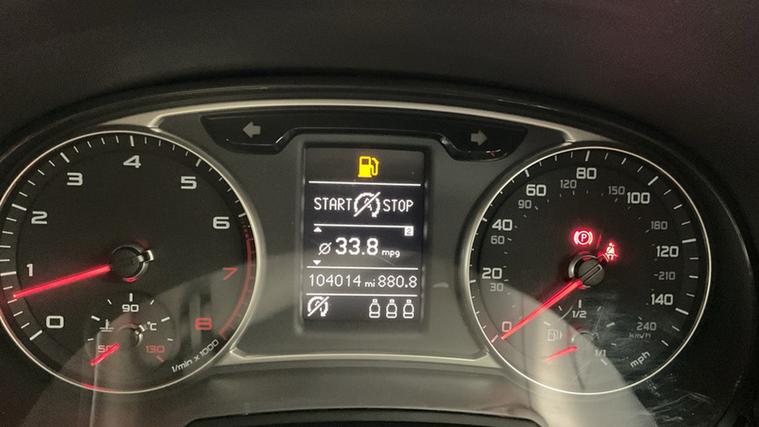 0 1 2 3 4 5 6 7 8
1/min x 1000
50 90 130 °C
START A STOP
2
Ø 33.8 mpg
104014 mi 880.8
0 20 40 60 80 100 120 140
mph
30 60 90 120 150 180 210 240
km/h
(P)
1/2
1/1